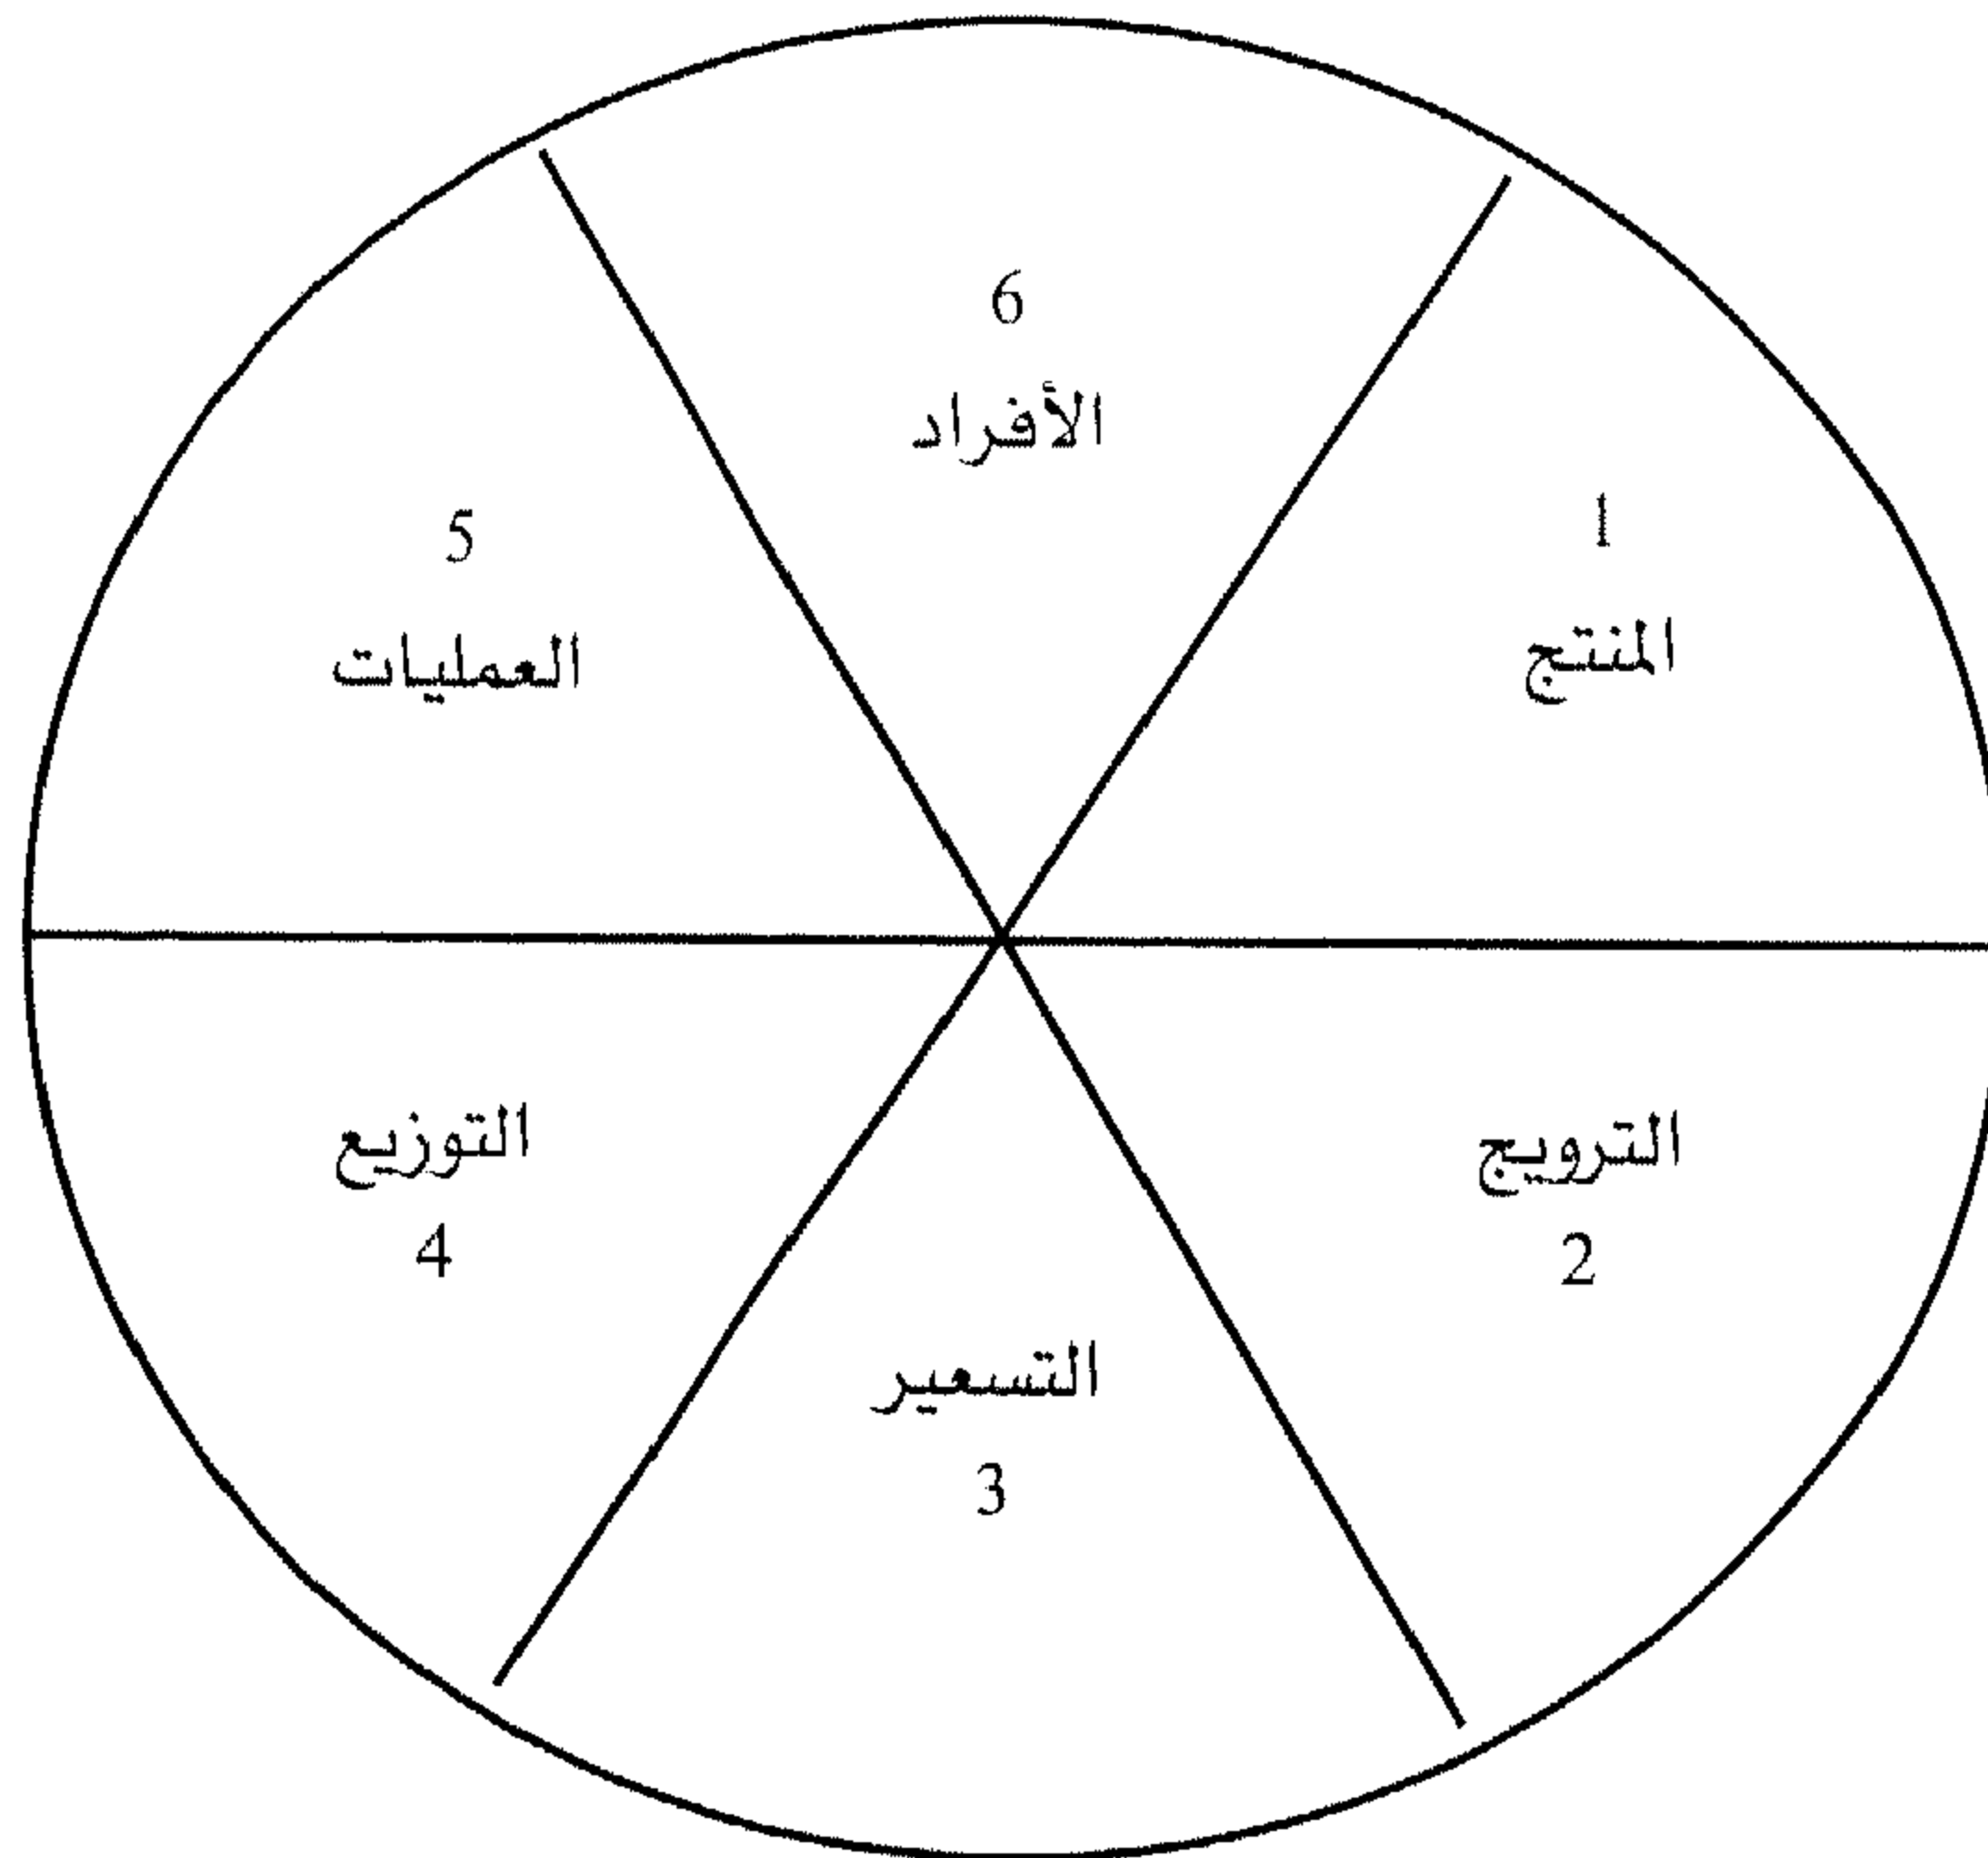 6
الأفراد
1
المنتج
5
العمليات
التوزيع
4
الترويج
2
التسعير
3